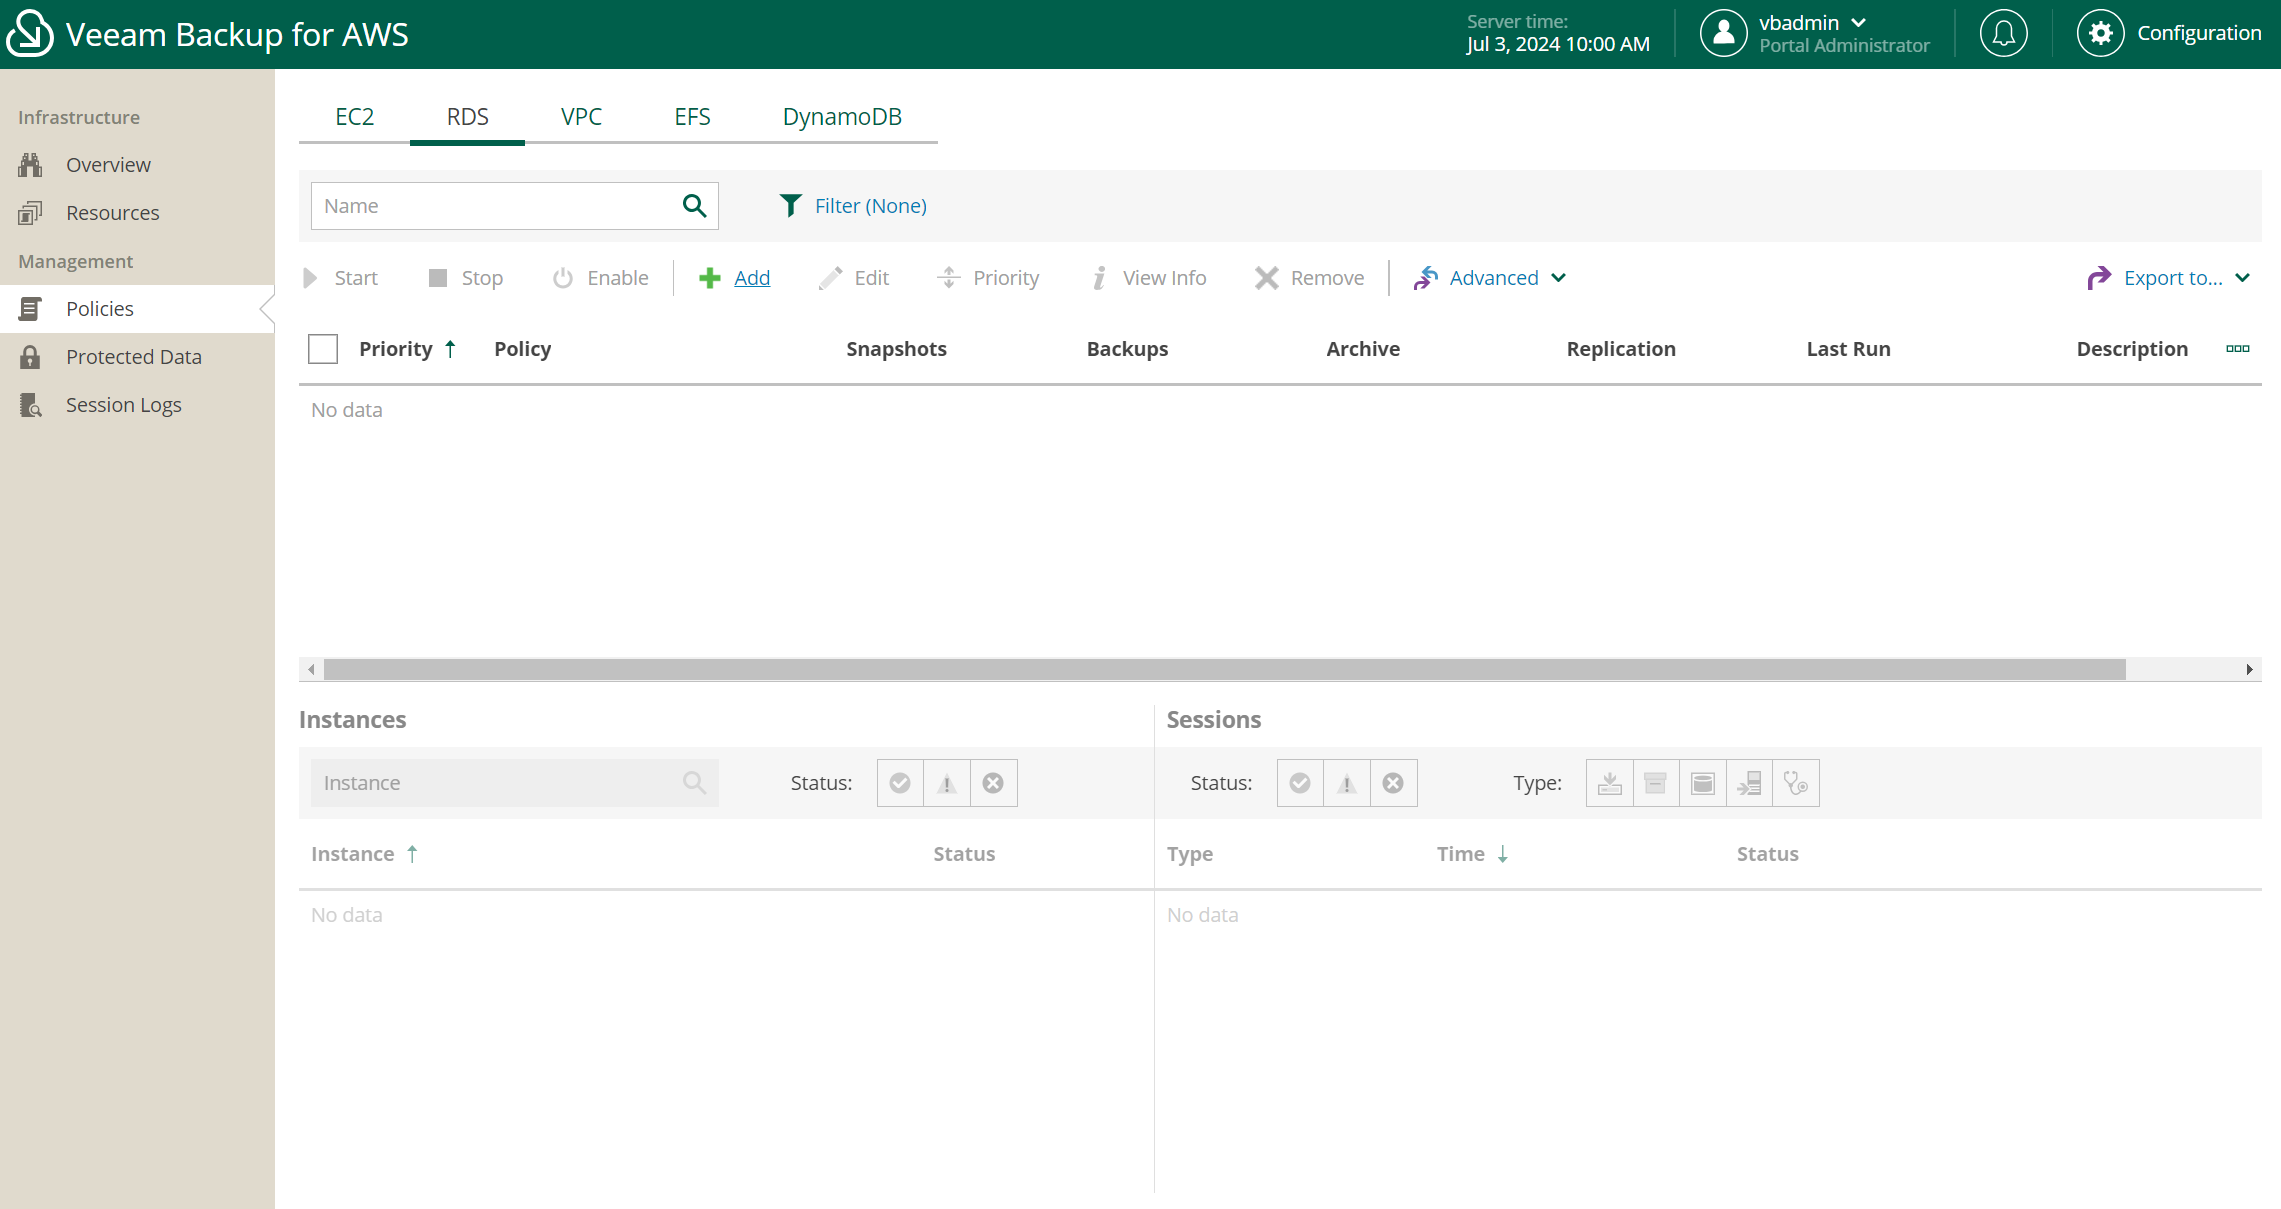 Veeam Backup for AWS
Server time:
Jul 3, 2024 10:00 AM
vbadmin
Portal Administrator
Configuration
Infrastructure
Overview
Resources
Management
Policies
Protected Data
Session Logs
EC2 RDS VPC EFS DynamoDB
Name
Filter (None)
Start Stop Enable Add Edit Priority View Info Remove Advanced Export to...
Priority Policy Snapshots Backups Archive Replication Last Run Description
No data
Instances
Instance
Status:
Instance Status
No data
Sessions
Status: Type:
Type Time Status
No data